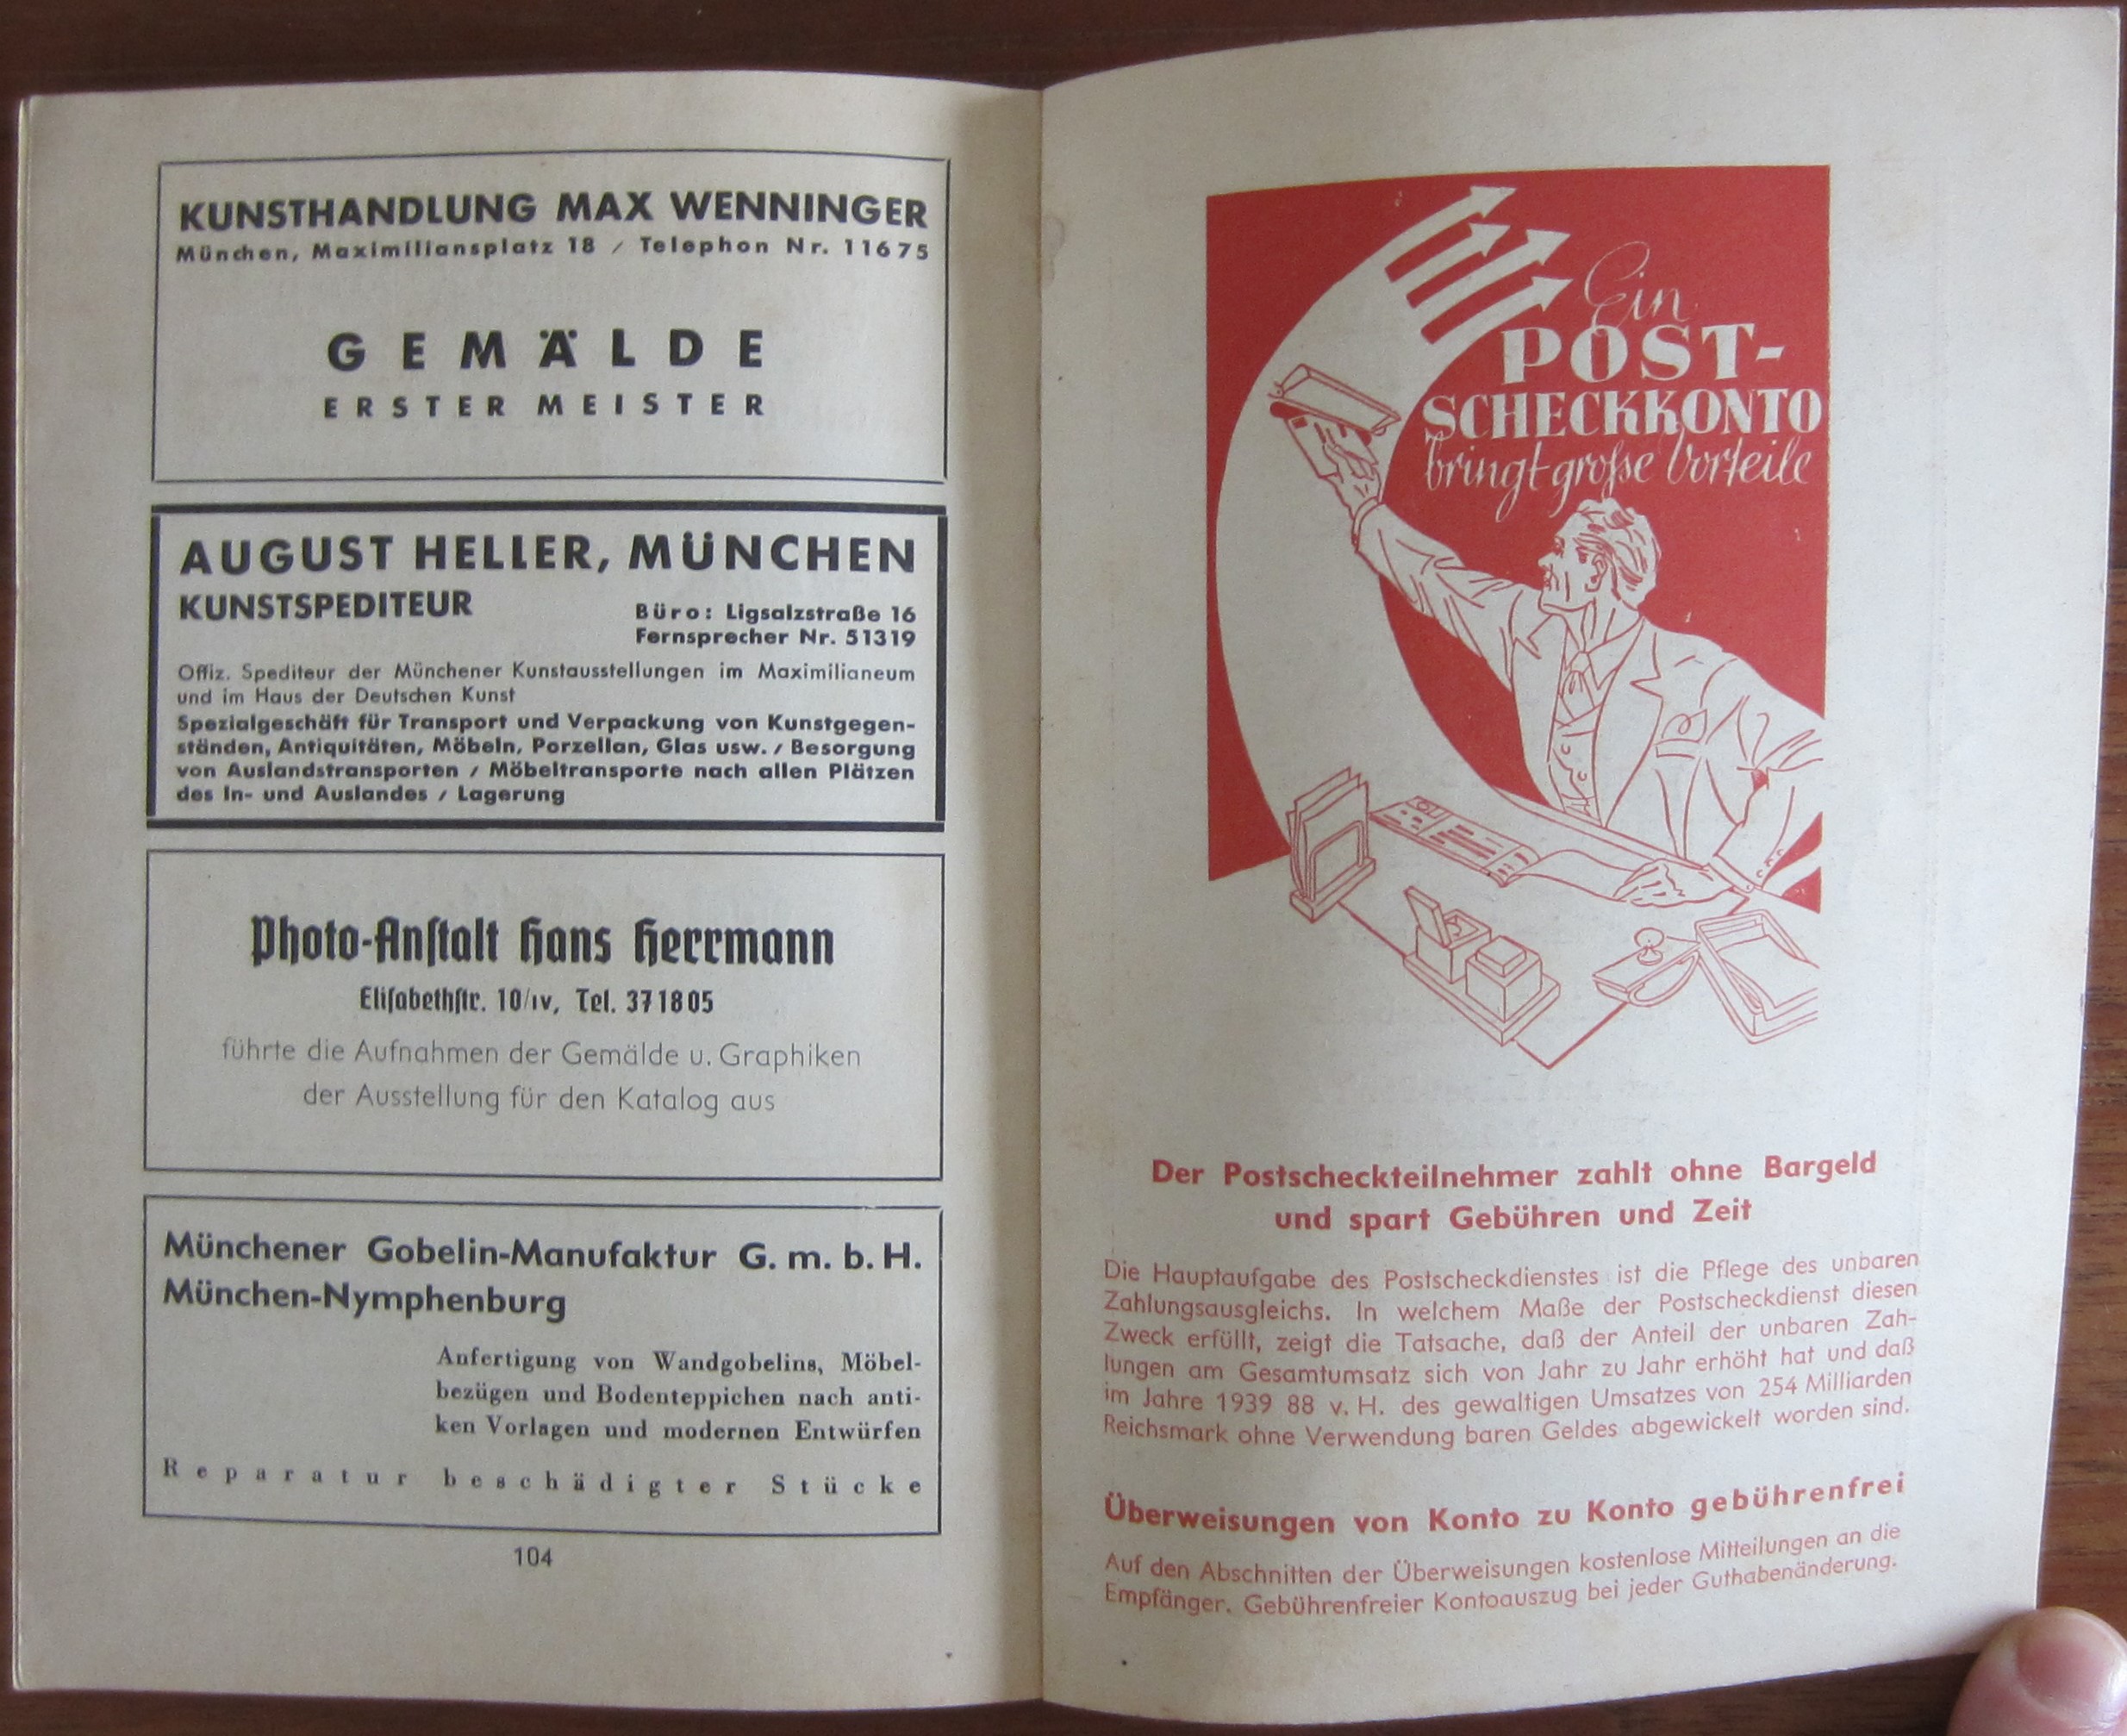 KUNSTHANDLUNG MAX WENNINGER
München, Maximiliansplatz 18 / Telephon Nr. 11675
GEMÄLDE
ERSTER MEISTER
AUGUST HELLER, MÜNCHEN
KUNSTSPEDITEUR
Büro: Ligsalzstraße 16
Fernsprecher Nr. 51319
Offiz. Spediteur der Münchener Kunstausstellungen im Maximilianeum
und im Haus der Deutschen Kunst
Spezialgeschäft für Transport und Verpackung von Kunstgegen-
ständen, Antiquitäten, Möbeln, Porzellan, Glas usw. / Besorgung
von Auslandstransporten / Möbeltransporte nach allen Plätzen
des In- und Auslandes / Lagerung
Photo-Anſtalt Hans Herrmann
Eliſabethſtr. 10/IV, Tel. 371805
führte die Aufnahmen der Gemälde u. Graphiken
der Ausstellung für den Katalog aus
Münchener Gobelin-Manufaktur G. m. b. H.
München-Nymphenburg
Anfertigung von Wandgobelins, Möbel-
bezügen und Bodenteppichen nach anti-
ken Vorlagen und modernen Entwürfen
Reparatur beschädigter Stücke
104
Ein
POST-
SCHECKKONTO
bringt große Vorteile
Der Postscheckteilnehmer zahlt ohne Bargeld
und spart Gebühren und Zeit
Die Hauptaufgabe des Postscheckdienstes ist die Pflege des unbaren
Zahlungsausgleichs. In welchem Maße der Postscheckdienst diesen
Zweck erfüllt, zeigt die Tatsache, daß der Anteil der unbaren Zah-
lungen am Gesamtumsatz sich von Jahr zu Jahr erhöht hat und daß
im Jahre 1939 88 v. H. des gewaltigen Umsatzes von 254 Milliarden
Reichsmark ohne Verwendung baren Geldes abgewickelt worden sind.
Überweisungen von Konto zu Konto gebührenfrei
Auf den Abschnitten der Überweisungen kostenlose Mitteilungen an die
Empfänger. Gebührenfreier Kontoauszug bei jeder Guthabenänderung.